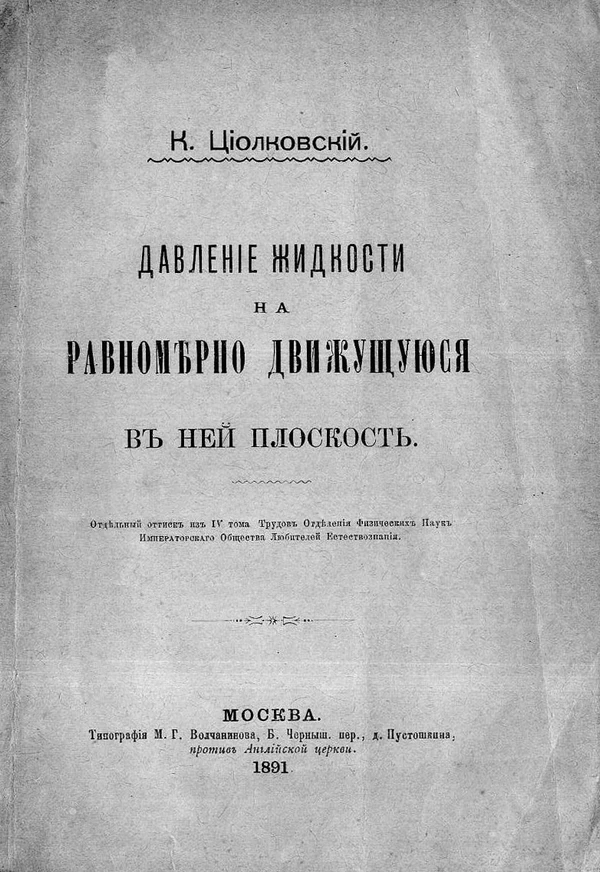 К. Ціолковскій.
ДАВЛЕНІЕ ЖИДКОСТИ
НА
РАВНОМѢРНО ДВИЖУЩУЮСЯ
ВЪ НЕЙ ПЛОСКОСТЬ.
Отдѣльный оттискъ изъ IV тома Трудовъ Отдѣленія Физическихъ Наукъ
Императорскаго Общества Любителей Естествознанія.
МОСКВА.
Типографія М. Г. Волчанинова, Б. Черныш. пер., д. Пустошкина,
противъ Англійской церкви.
1891